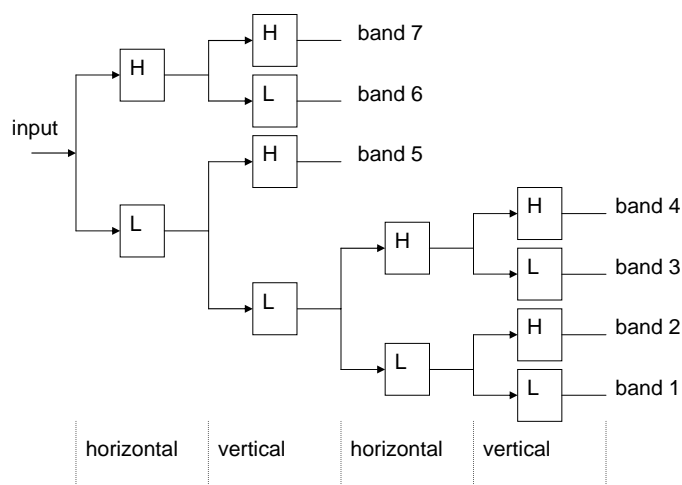 H
band 7
H
L
band 6
input
H
band 5
H
band 4
L
H
L
band 3
L
H
band 2
L
L
band 1
horizontal
vertical
horizontal
vertical